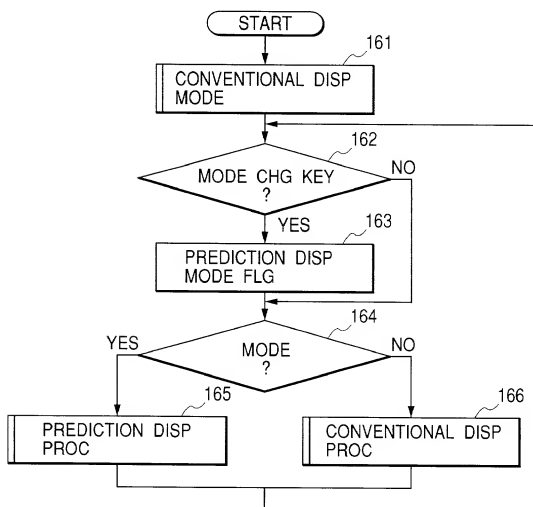 START
161
CONVENTIONAL DISP
MODE
162
MODE CHG KEY
?
NO
YES
163
PREDICTION DISP
MODE FLG
164
YES
MODE
?
NO
165
PREDICTION DISP
PROC
166
CONVENTIONAL DISP
PROC